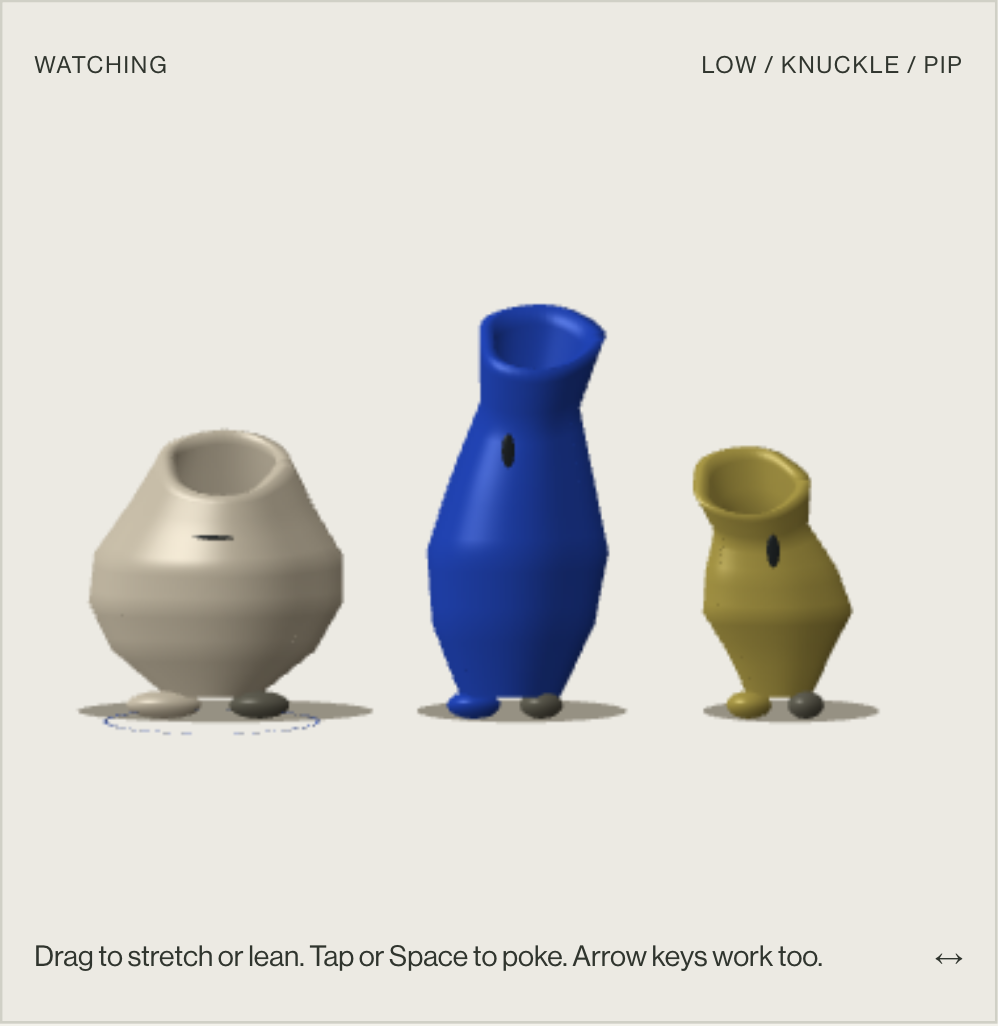 WATCHING
LOW / KNUCKLE / PIP
Drag to stretch or lean. Tap or Space to poke. Arrow keys work too.
↔